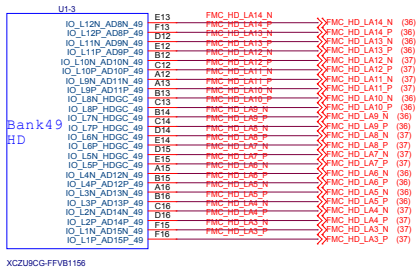 U1-3
IO_L12N_AD8N_49 E13 FMC_HD_LA14_N FMC_HD_LA14_N (36)
IO_L12P_AD8P_49 F13 FMC_HD_LA14_P FMC_HD_LA14_P (36)
IO_L11N_AD9N_49 D12 FMC_HD_LA13_N FMC_HD_LA13_N (36)
IO_L11P_AD9P_49 E12 FMC_HD_LA13_P FMC_HD_LA13_P (36)
IO_L10N_AD10N_49 B12 FMC_HD_LA12_N FMC_HD_LA12_N (37)
IO_L10P_AD10P_49 C12 FMC_HD_LA12_P FMC_HD_LA12_P (37)
IO_L9N_AD11N_49 A12 FMC_HD_LA11_N FMC_HD_LA11_N (37)
IO_L9P_AD11P_49 A13 FMC_HD_LA11_P FMC_HD_LA11_P (37)
IO_L8N_HDGC_49 B13 FMC_HD_LA10_N FMC_HD_LA10_N (36)
IO_L8P_HDGC_49 C13 FMC_HD_LA10_P FMC_HD_LA10_P (36)
IO_L7N_HDGC_49 B14 FMC_HD_LA9_N FMC_HD_LA9_N (36)
IO_L7P_HDGC_49 C14 FMC_HD_LA9_P FMC_HD_LA9_P (36)
IO_L6N_HDGC_49 D14 FMC_HD_LA8_N FMC_HD_LA8_N (37)
IO_L6P_HDGC_49 E14 FMC_HD_LA8_P FMC_HD_LA8_P (37)
IO_L5N_HDGC_49 D15 FMC_HD_LA7_N FMC_HD_LA7_N (37)
IO_L5P_HDGC_49 E15 FMC_HD_LA7_P FMC_HD_LA7_P (37)
IO_L4N_AD12N_49 A15 FMC_HD_LA6_N FMC_HD_LA6_N (36)
IO_L4P_AD12P_49 B15 FMC_HD_LA6_P FMC_HD_LA6_P (36)
IO_L3N_AD13N_49 A16 FMC_HD_LA5_N FMC_HD_LA5_N (36)
IO_L3P_AD13P_49 B16 FMC_HD_LA5_P FMC_HD_LA5_P (36)
IO_L2N_AD14N_49 C16 FMC_HD_LA4_N FMC_HD_LA4_N (37)
IO_L2P_AD14P_49 D16 FMC_HD_LA4_P FMC_HD_LA4_P (37)
IO_L1N_AD15N_49 F15 FMC_HD_LA3_N FMC_HD_LA3_N (37)
IO_L1P_AD15P_49 F16 FMC_HD_LA3_P FMC_HD_LA3_P (37)
Bank49
HD
XCZU9CG-FFVB1156